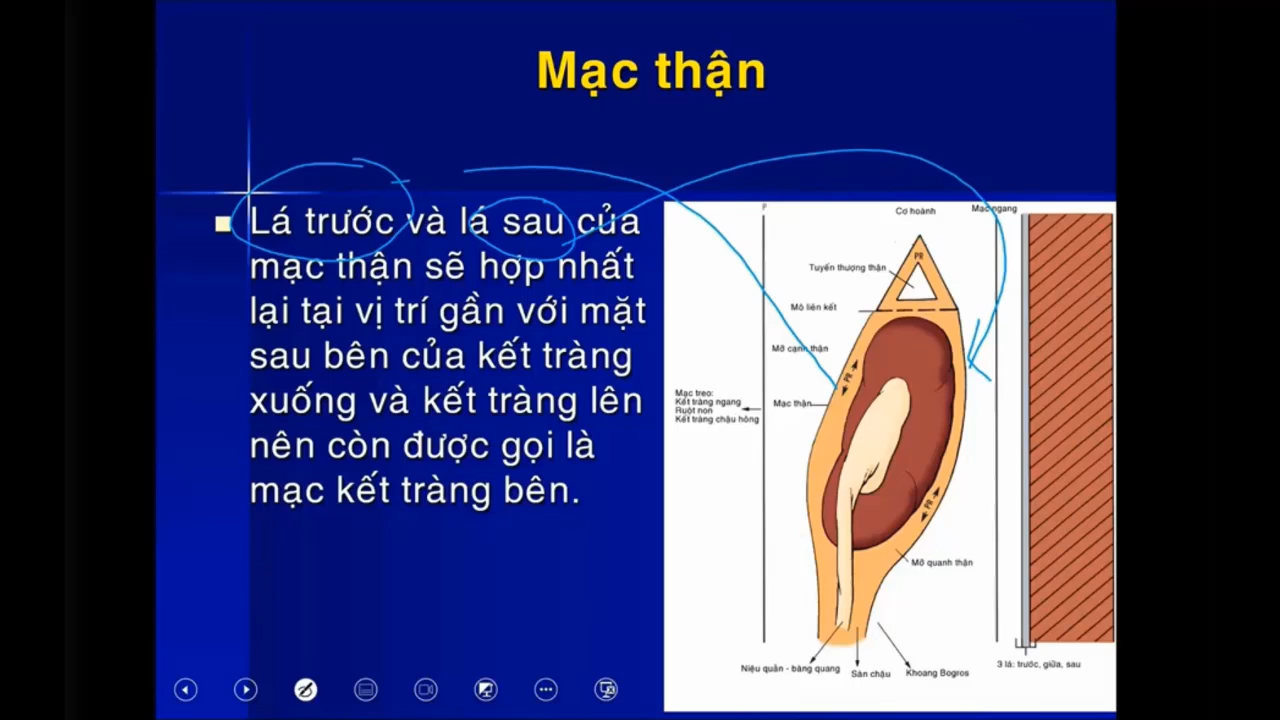 Mạc thận
Lá trước và lá sau của
mạc thận sẽ hợp nhất
lại tại vị trí gần với mặt
sau bên của kết tràng
xuống và kết tràng lên
nên còn được gọi là
mạc kết tràng bên.
P
Cơ hoành
Mạc ngang
PR
Tuyến thượng thận
Mô liên kết
Mỡ cạnh thận
PR
Mạc treo:
Kết tràng ngang
Ruột non
Kết tràng chậu hông
Mạc thận
PR
Mỡ quanh thận
Niệu quản - bàng quang
Sàn chậu
Khoang Bogros
3 lá: trước, giữa, sau